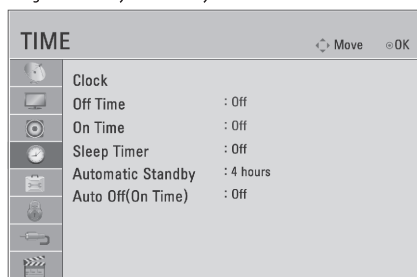 TIME
Move
OK
Clock
Off Time : Off
On Time : Off
Sleep Timer : Off
Automatic Standby : 4 hours
Auto Off(On Time) : Off